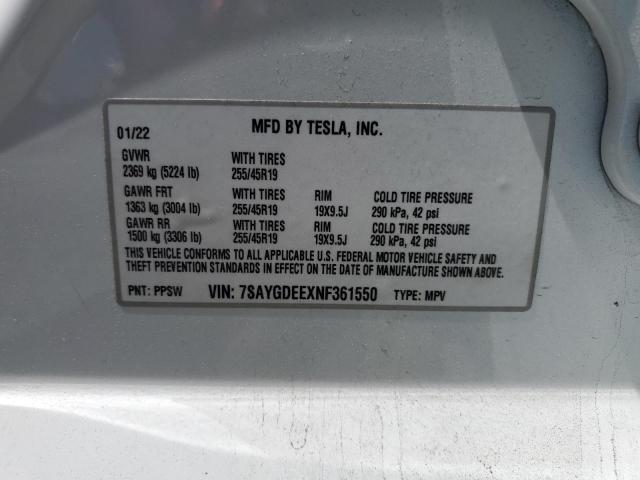 01/22 MFD BY TESLA, INC.
GVWR WITH TIRES
2369 kg (5224 lb) 255/45R19
GAWR FRT WITH TIRES RIM COLD TIRE PRESSURE
1363 kg (3004 lb) 255/45R19 19X9.5J 290 kPa, 42 psi
GAWR RR WITH TIRES RIM COLD TIRE PRESSURE
1500 kg (3306 lb) 255/45R19 19X9.5J 290 kPa, 42 psi
THIS VEHICLE CONFORMS TO ALL APPLICABLE U.S. FEDERAL MOTOR VEHICLE SAFETY AND
THEFT PREVENTION STANDARDS IN EFFECT ON THE DATE OF MANUFACTURE SHOWN ABOVE.
PNT: PPSW VIN: 7SAYGDEEXNF361550 TYPE: MPV